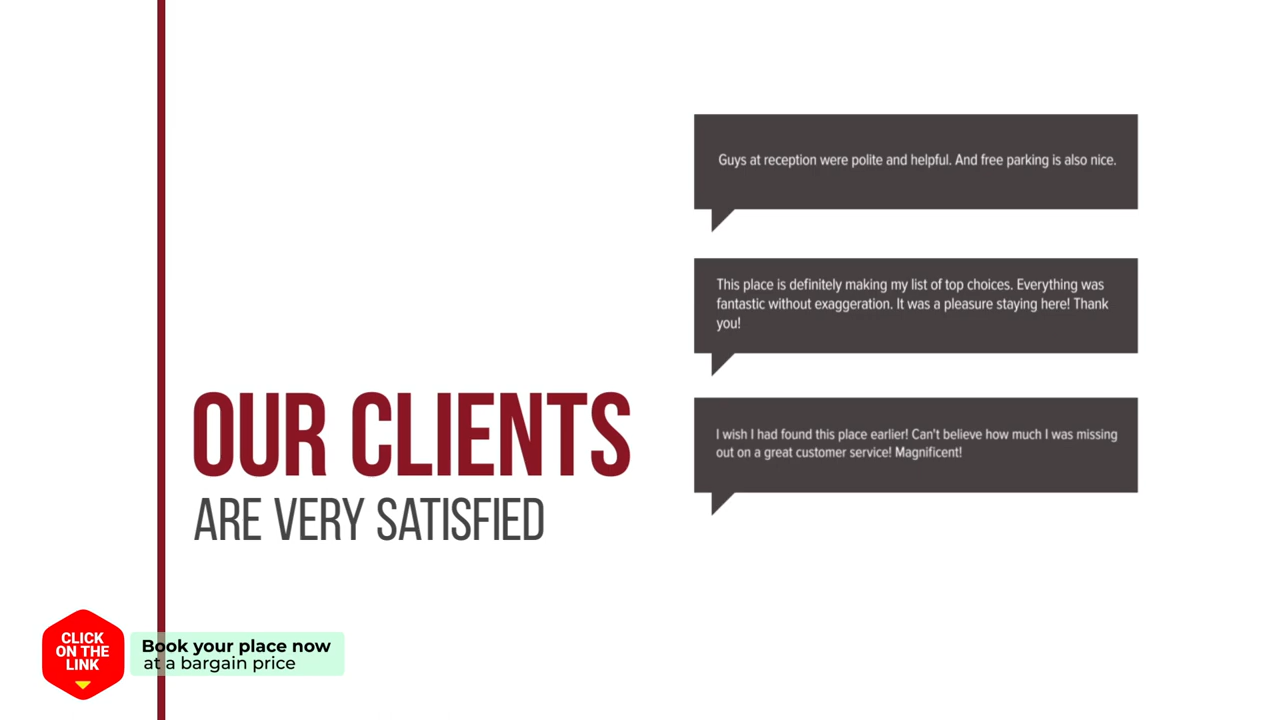 Guys at reception were polite and helpful. And free parking is also nice.
This place is definitely making my list of top choices. Everything was
fantastic without exaggeration. It was a pleasure staying here! Thank
you!
I wish I had found this place earlier! Can't believe how much I was missing
out on a great customer service! Magnificent!
OUR CLIENTS
ARE VERY SATISFIED
CLICK
ON THE
LINK
Book your place now
at a bargain price